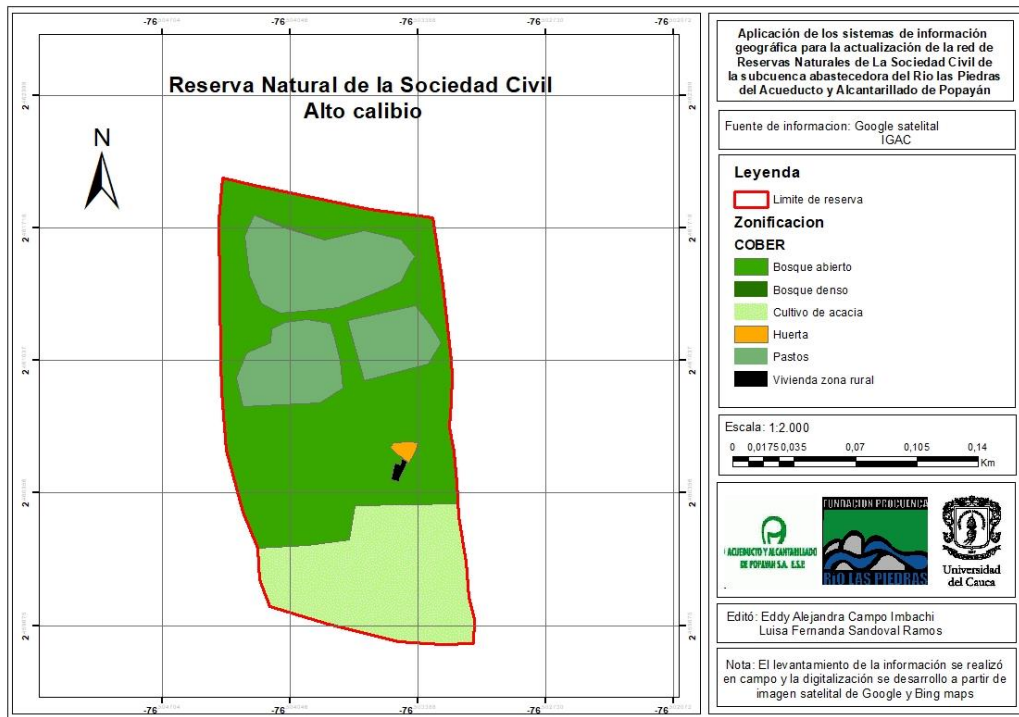 -76
-76
-76
-76
-76
Reserva Natural de la Sociedad Civil
Alto calibio
N
2
2
2
2
2
2
2
2
2
2
-76
-76
-76
-76
-76
Aplicación de los sistemas de información
geográfica para la actualización de la red de
Reservas Naturales de La Sociedad Civil de
la subcuenca abastecedora del Rio las Piedras
del Acueducto y Alcantarillado de Popayán
Fuente de informacion: Google satelital
IGAC
Leyenda
Limite de reserva
Zonificacion
COBER
Bosque abierto
Bosque denso
Cultivo de acacia
Huerta
Pastos
Vivienda zona rural
Escala: 1:2.000
0 0,0175 0,035 0,07 0,105 0,14
Km
ACUEDUCTO Y ALCANTARILLADO
DE POPAYAN S.A. E.S.P.
FUNDACION PROCUENCA
RIO LAS PIEDRAS
Universidad
del Cauca
Editó: Eddy Alejandra Campo Imbachi
Luisa Fernanda Sandoval Ramos
Nota: El levantamiento de la información se realizó
en campo y la digitalización se desarrollo a partir de
imagen satelital de Google y Bing maps